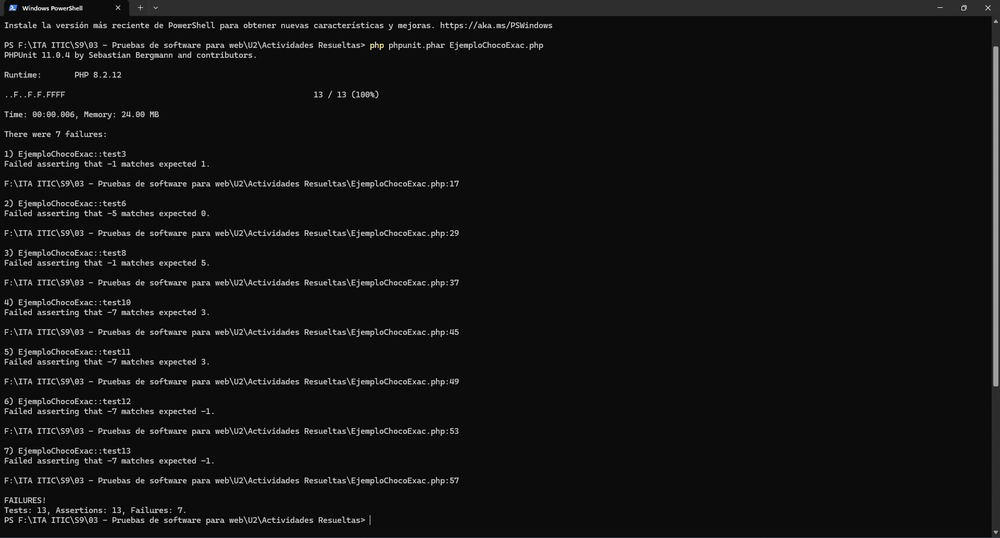 Windows PowerShell
Instale la versión más reciente de PowerShell para obtener nuevas características y mejoras. https://aka.ms/PSWindows
PS F:\ITA ITIC\S9\03 - Pruebas de software para web\U2\Actividades Resueltas> php phpunit.phar EjemploChocoExac.php
PHPUnit 11.0.4 by Sebastian Bergmann and contributors.
Runtime:       PHP 8.2.12
..F..F.F.FFFF                                                     13 / 13 (100%)
Time: 00:00.006, Memory: 24.00 MB
There were 7 failures:
1) EjemploChocoExac::test3
Failed asserting that -1 matches expected 1.
F:\ITA ITIC\S9\03 - Pruebas de software para web\U2\Actividades Resueltas\EjemploChocoExac.php:17
2) EjemploChocoExac::test6
Failed asserting that -5 matches expected 0.
F:\ITA ITIC\S9\03 - Pruebas de software para web\U2\Actividades Resueltas\EjemploChocoExac.php:29
3) EjemploChocoExac::test8
Failed asserting that -1 matches expected 5.
F:\ITA ITIC\S9\03 - Pruebas de software para web\U2\Actividades Resueltas\EjemploChocoExac.php:37
4) EjemploChocoExac::test10
Failed asserting that -7 matches expected 3.
F:\ITA ITIC\S9\03 - Pruebas de software para web\U2\Actividades Resueltas\EjemploChocoExac.php:45
5) EjemploChocoExac::test11
Failed asserting that -7 matches expected 3.
F:\ITA ITIC\S9\03 - Pruebas de software para web\U2\Actividades Resueltas\EjemploChocoExac.php:49
6) EjemploChocoExac::test12
Failed asserting that -7 matches expected -1.
F:\ITA ITIC\S9\03 - Pruebas de software para web\U2\Actividades Resueltas\EjemploChocoExac.php:53
7) EjemploChocoExac::test13
Failed asserting that -7 matches expected -1.
F:\ITA ITIC\S9\03 - Pruebas de software para web\U2\Actividades Resueltas\EjemploChocoExac.php:57
FAILURES!
Tests: 13, Assertions: 13, Failures: 7.
PS F:\ITA ITIC\S9\03 - Pruebas de software para web\U2\Actividades Resueltas>